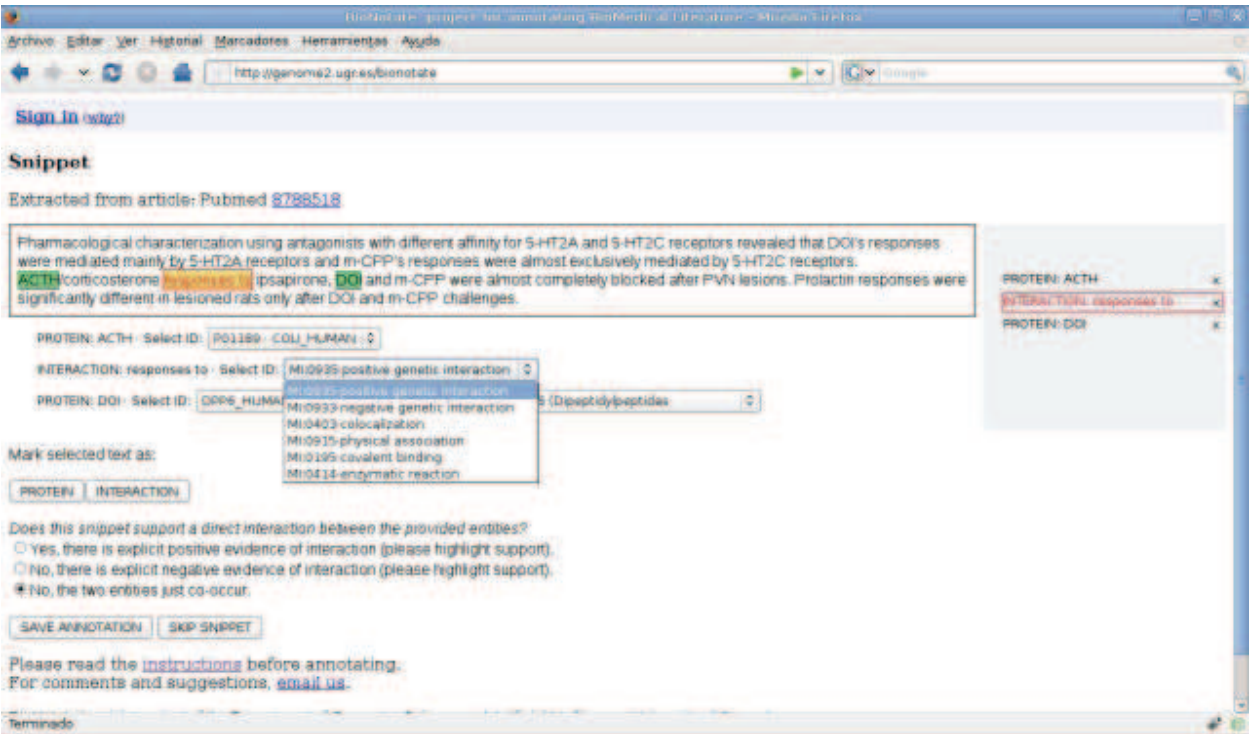 BioNotate: project for annotating BioMedical Literature - Mozilla Firefox
Archivo Editar Ver Historial Marcadores Herramientas Ayuda
http://genome2.ugr.es/bionotate
Google
Sign in (why?)
Snippet
Extracted from article: Pubmed 8788518
Pharmacological characterization using antagonists with different affinity for 5-HT2A and 5-HT2C receptors revealed that DOI's responses
were mediated mainly by 5-HT2A receptors and m-CPP's responses were almost exclusively mediated by 5-HT2C receptors.
ACTH/corticosterone responses to ipsapirone, DOI and m-CPP were almost completely blocked after PVN lesions. Prolactin responses were
significantly different in lesioned rats only after DOI and m-CPP challenges.
PROTEIN: ACTH x
INTERACTION: responses to x
PROTEIN: DOI x
PROTEIN: ACTH - Select ID: P01189 - COLI_HUMAN
INTERACTION: responses to - Select ID: MI:0935-positive genetic interaction
MI:0935-positive genetic interaction
PROTEIN: DOI - Select ID: DPP6_HUMAN 6 (Dipeptidylpeptidas
MI:0933-negative genetic interaction
MI:0403-colocalization
MI:0915-physical association
MI:0195-covalent binding
MI:0414-enzymatic reaction
Mark selected text as:
PROTEIN INTERACTION
Does this snippet support a direct interaction between the provided entities?
Yes, there is explicit positive evidence of interaction (please highlight support).
No, there is explicit negative evidence of interaction (please highlight support).
No, the two entities just co-occur.
SAVE ANNOTATION SKIP SNIPPET
Please read the instructions before annotating.
For comments and suggestions, email us.
Terminado